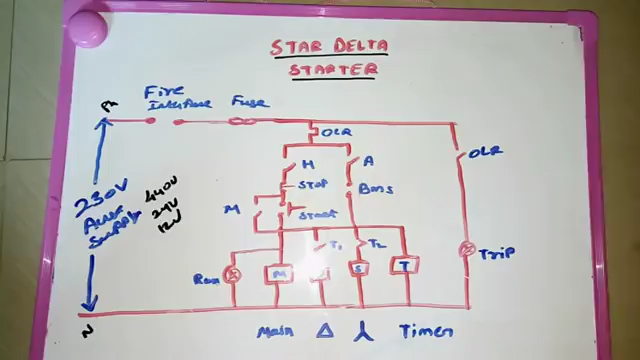 STAR DELTA
STARTER
Fire
Interface
Fuse
Ph
OLR
H
A
OLR
STOP
BMS
230V
Aux
Supply
440V
24V
12V
M
START
T1
T2
Trip
Run
M
S
T
N
Main Δ Timer